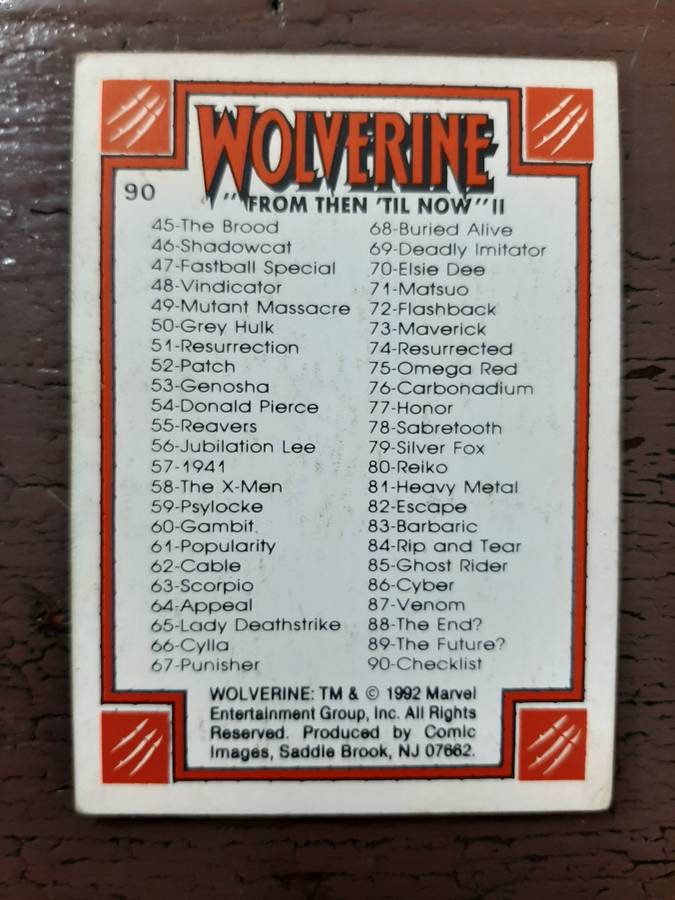 WOLVERINE
"FROM THEN 'TIL NOW" II
90
45-The Brood
46-Shadowcat
47-Fastball Special
48-Vindicator
49-Mutant Massacre
50-Grey Hulk
51-Resurrection
52-Patch
53-Genosha
54-Donald Pierce
55-Reavers
56-Jubilation Lee
57-1941
58-The X-Men
59-Psylocke
60-Gambit
61-Popularity
62-Cable
63-Scorpio
64-Appeal
65-Lady Deathstrike
66-Cylla
67-Punisher
68-Buried Alive
69-Deadly Imitator
70-Elsie Dee
71-Matsuo
72-Flashback
73-Maverick
74-Resurrected
75-Omega Red
76-Carbonadium
77-Honor
78-Sabretooth
79-Silver Fox
80-Reiko
81-Heavy Metal
82-Escape
83-Barbaric
84-Rip and Tear
85-Ghost Rider
86-Cyber
87-Venom
88-The End?
89-The Future?
90-Checklist
WOLVERINE: TM & © 1992 Marvel
Entertainment Group, Inc. All Rights
Reserved. Produced by Comic
Images, Saddle Brook, NJ 07662.